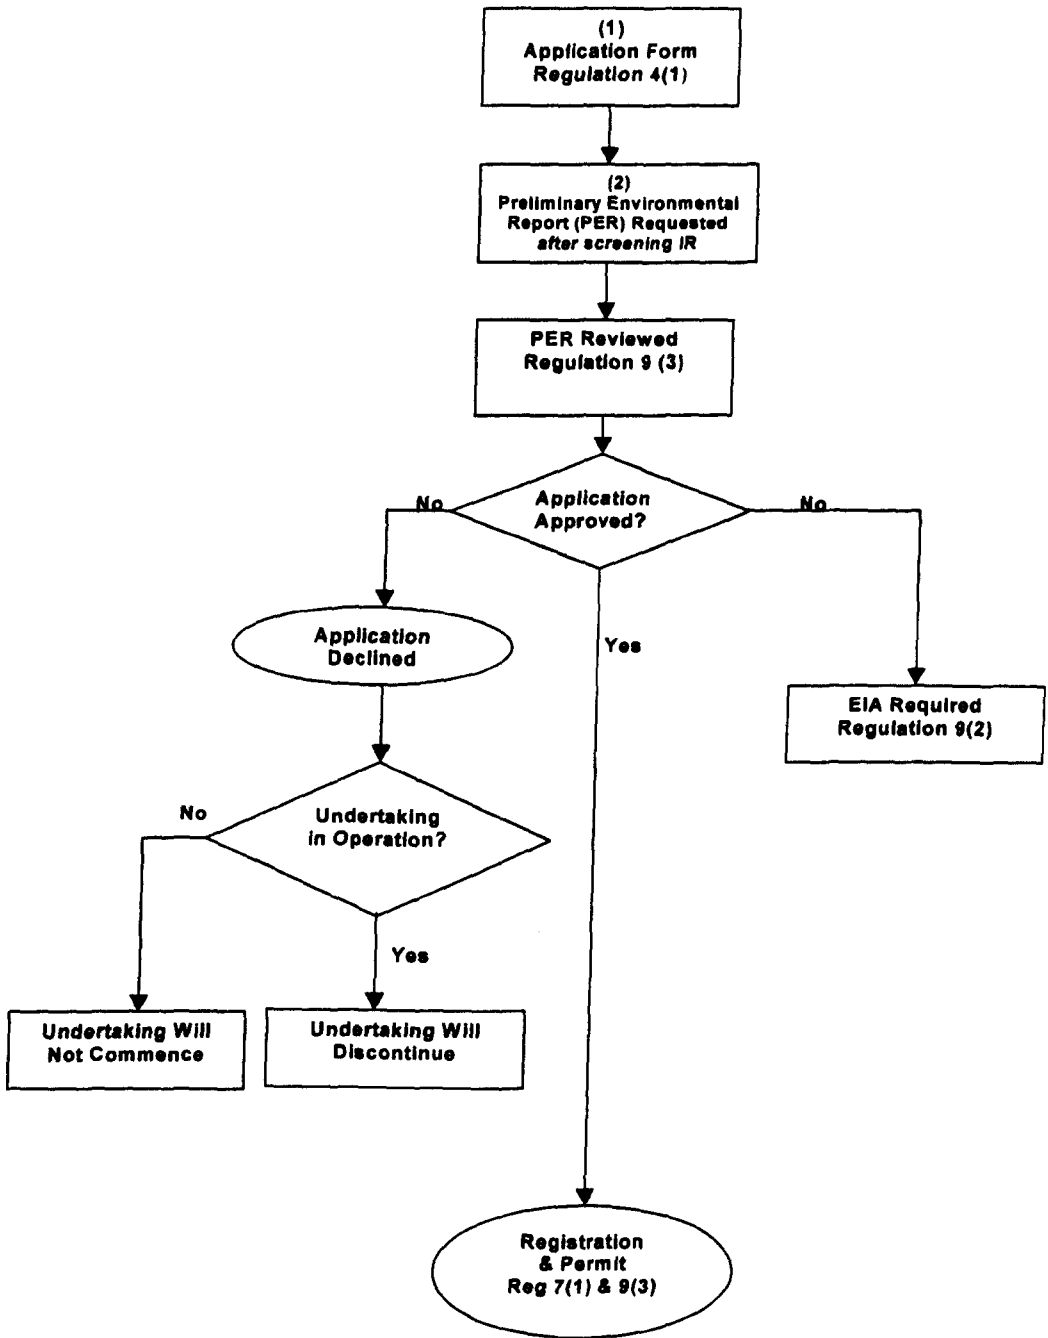 (1)
Application Form
Regulation 4(1)
(2)
Preliminary Environmental
Report (PER) Requested
after screening IR
PER Reviewed
Regulation 9 (3)
No
Application
Approved?
No
Application
Declined
Yes
EIA Required
Regulation 9(2)
No
Undertaking
in Operation?
Yes
Undertaking Will
Not Commence
Undertaking Will
Discontinue
Registration
& Permit
Reg 7(1) & 9(3)